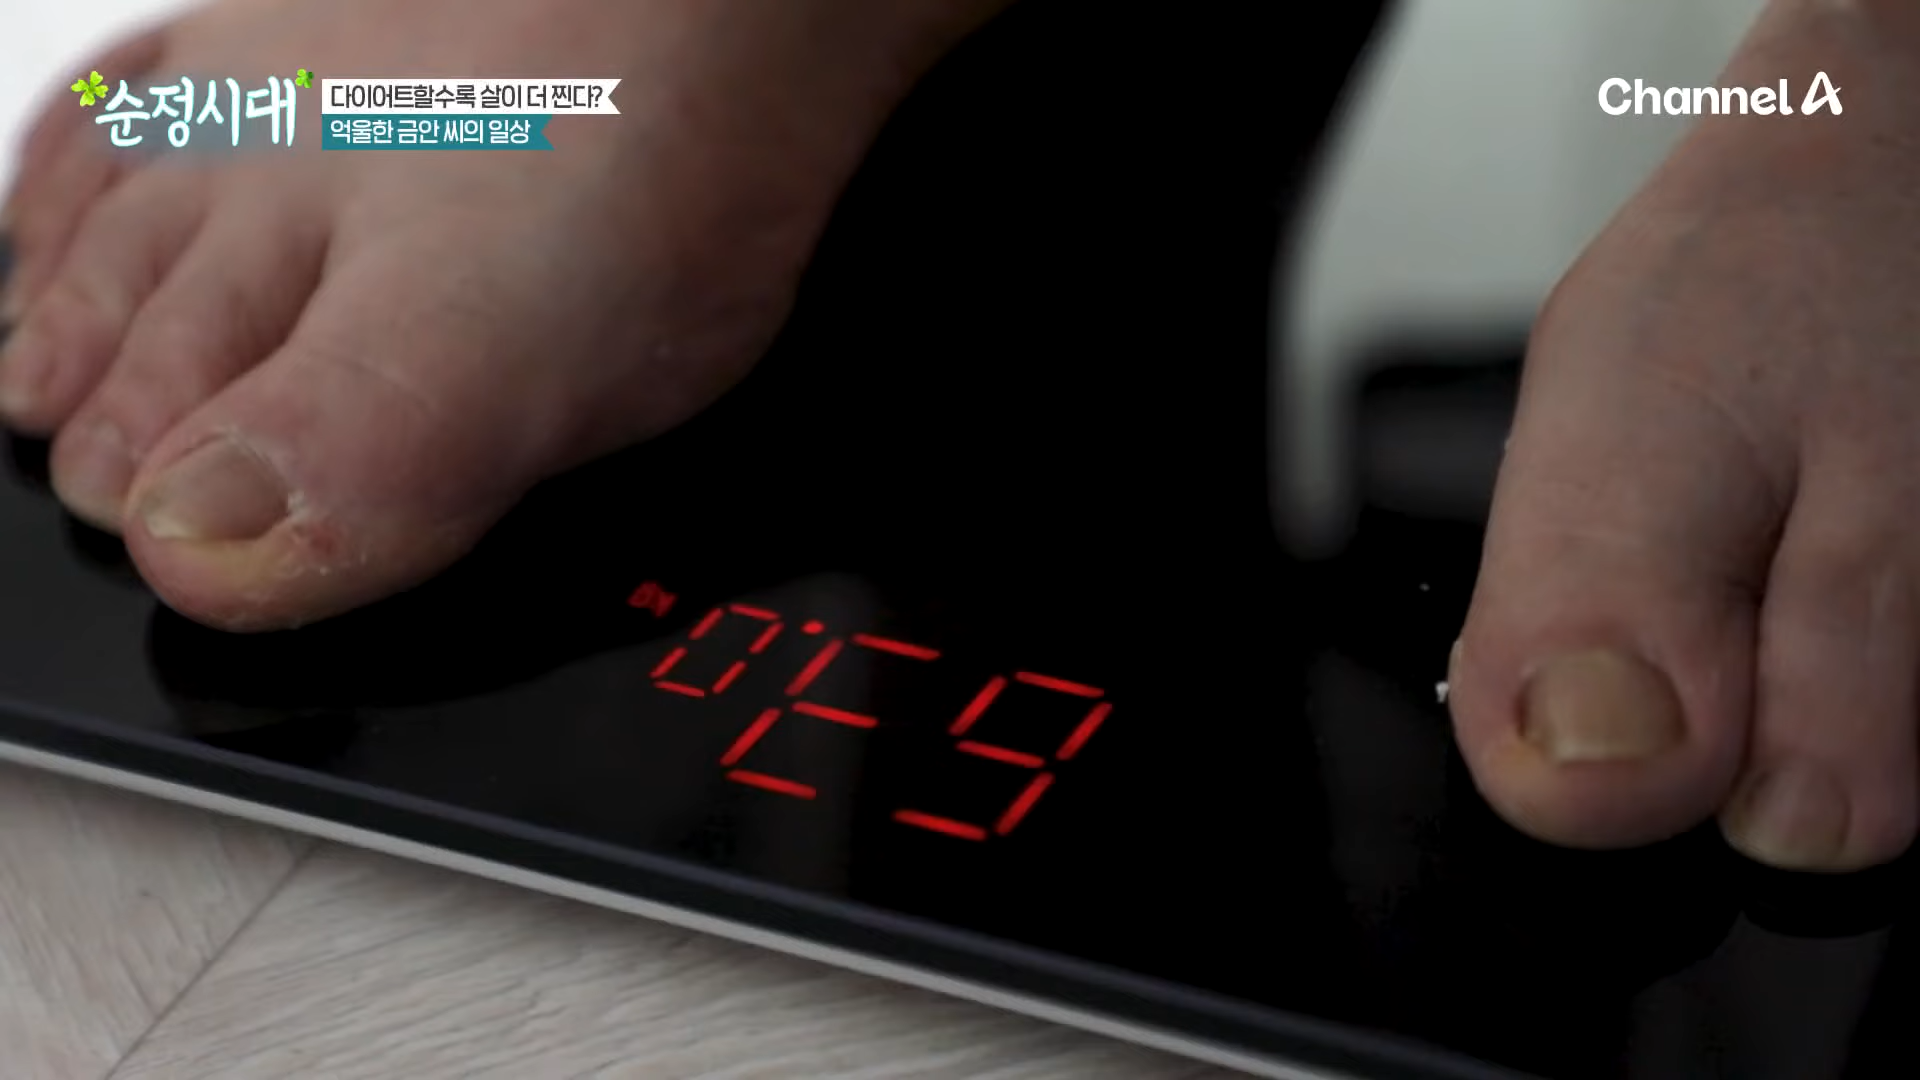 순정시대
다이어트할수록 살이 더 찐다?
억울한 금안 씨의 일상
Channel A
63.0 kg